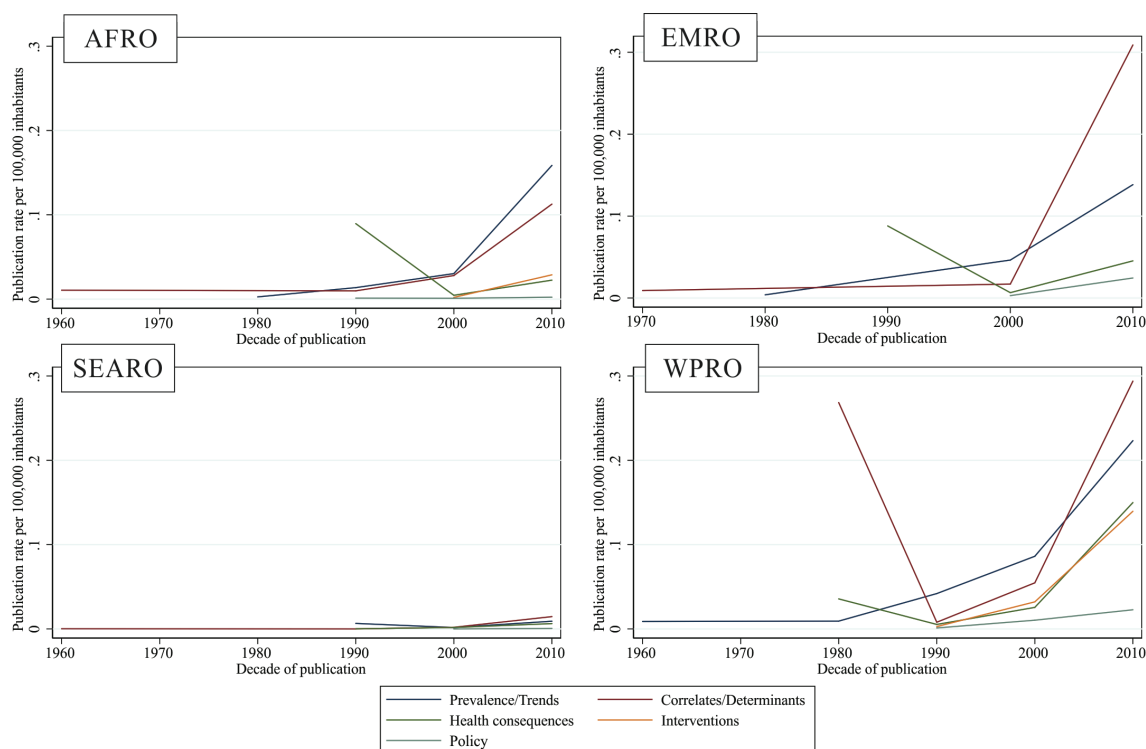 AFRO
Publication rate per 100,000 inhabitants
.3
.2
.1
0
1960 1970 1980 1990 2000 2010
Decade of publication
EMRO
Publication rate per 100,000 inhabitants
.3
.2
.1
0
1970 1980 1990 2000 2010
Decade of publication
SEARO
Publication rate per 100,000 inhabitants
.3
.2
.1
0
1960 1970 1980 1990 2000 2010
Decade of publication
WPRO
Publication rate per 100,000 inhabitants
.3
.2
.1
0
1960 1970 1980 1990 2000 2010
Decade of publication
Prevalence/Trends Correlates/Determinants
Health consequences Interventions
Policy